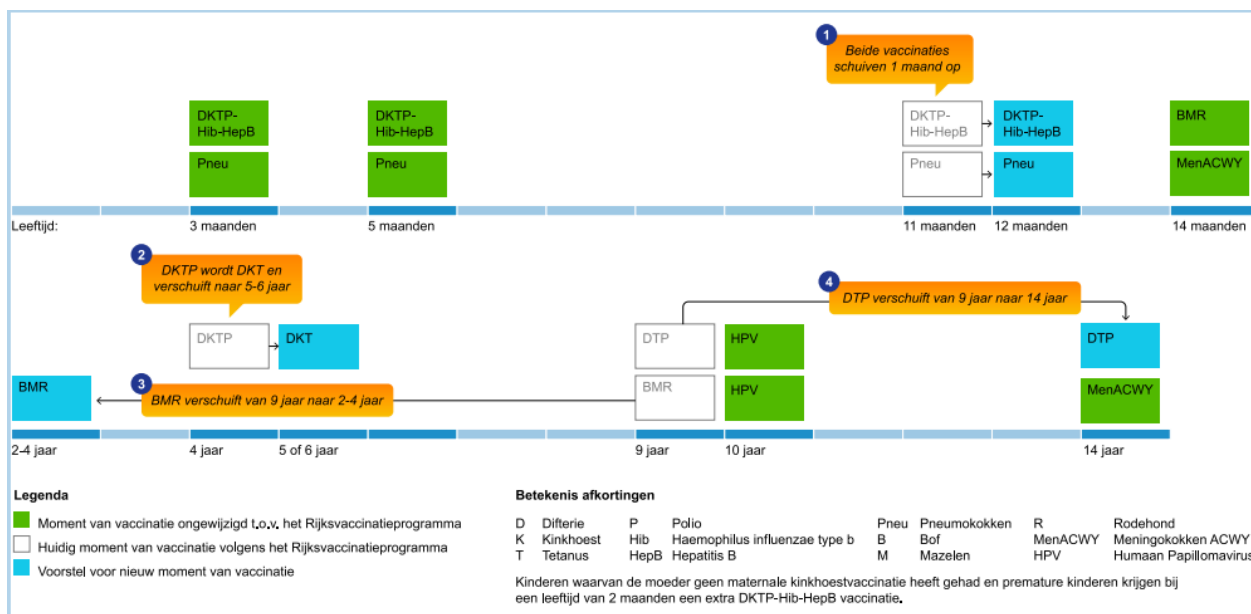 1
Beide vaccinaties
schuiven 1 maand op
DKTP-
Hib-HepB
DKTP-
Hib-HepB
DKTP-
Hib-HepB
DKTP-
Hib-HepB
BMR
Pneu
Pneu
Pneu
Pneu
MenACWY
Leeftijd:
3 maanden
5 maanden
11 maanden
12 maanden
14 maanden
2
DKTP wordt DKT en
verschuift naar 5-6 jaar
4
DTP verschuift van 9 jaar naar 14 jaar
DKTP
DKT
DTP
HPV
DTP
BMR
3
BMR verschuift van 9 jaar naar 2-4 jaar
BMR
HPV
MenACWY
2-4 jaar
4 jaar
5 of 6 jaar
9 jaar
10 jaar
14 jaar
Legenda
Moment van vaccinatie ongewijzigd t.o.v. het Rijksvaccinatieprogramma
Huidig moment van vaccinatie volgens het Rijksvaccinatieprogramma
Voorstel voor nieuw moment van vaccinatie
Betekenis afkortingen
D Difterie P Polio Pneu Pneumokokken R Rodehond
K Kinkhoest Hib Haemophilus influenzae type b B Bof MenACWY Meningokokken ACWY
T Tetanus HepB Hepatitis B M Mazelen HPV Humaan Papillomavirus
Kinderen waarvan de moeder geen maternale kinkhoestvaccinatie heeft gehad en premature kinderen krijgen bij
een leeftijd van 2 maanden een extra DKTP-Hib-HepB vaccinatie.